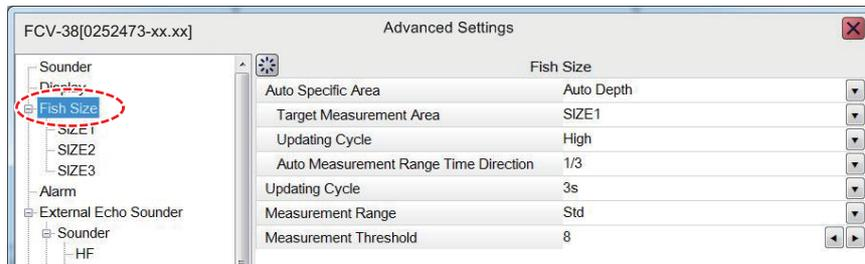 FCV-38[0252473-xx.xx]
Advanced Settings
Sounder
Display
Fish Size
SIZE1
SIZE2
SIZE3
Alarm
External Echo Sounder
Sounder
HF
Fish Size
Auto Specific Area Auto Depth
Target Measurement Area SIZE1
Updating Cycle High
Auto Measurement Range Time Direction 1/3
Updating Cycle 3s
Measurement Range Std
Measurement Threshold 8